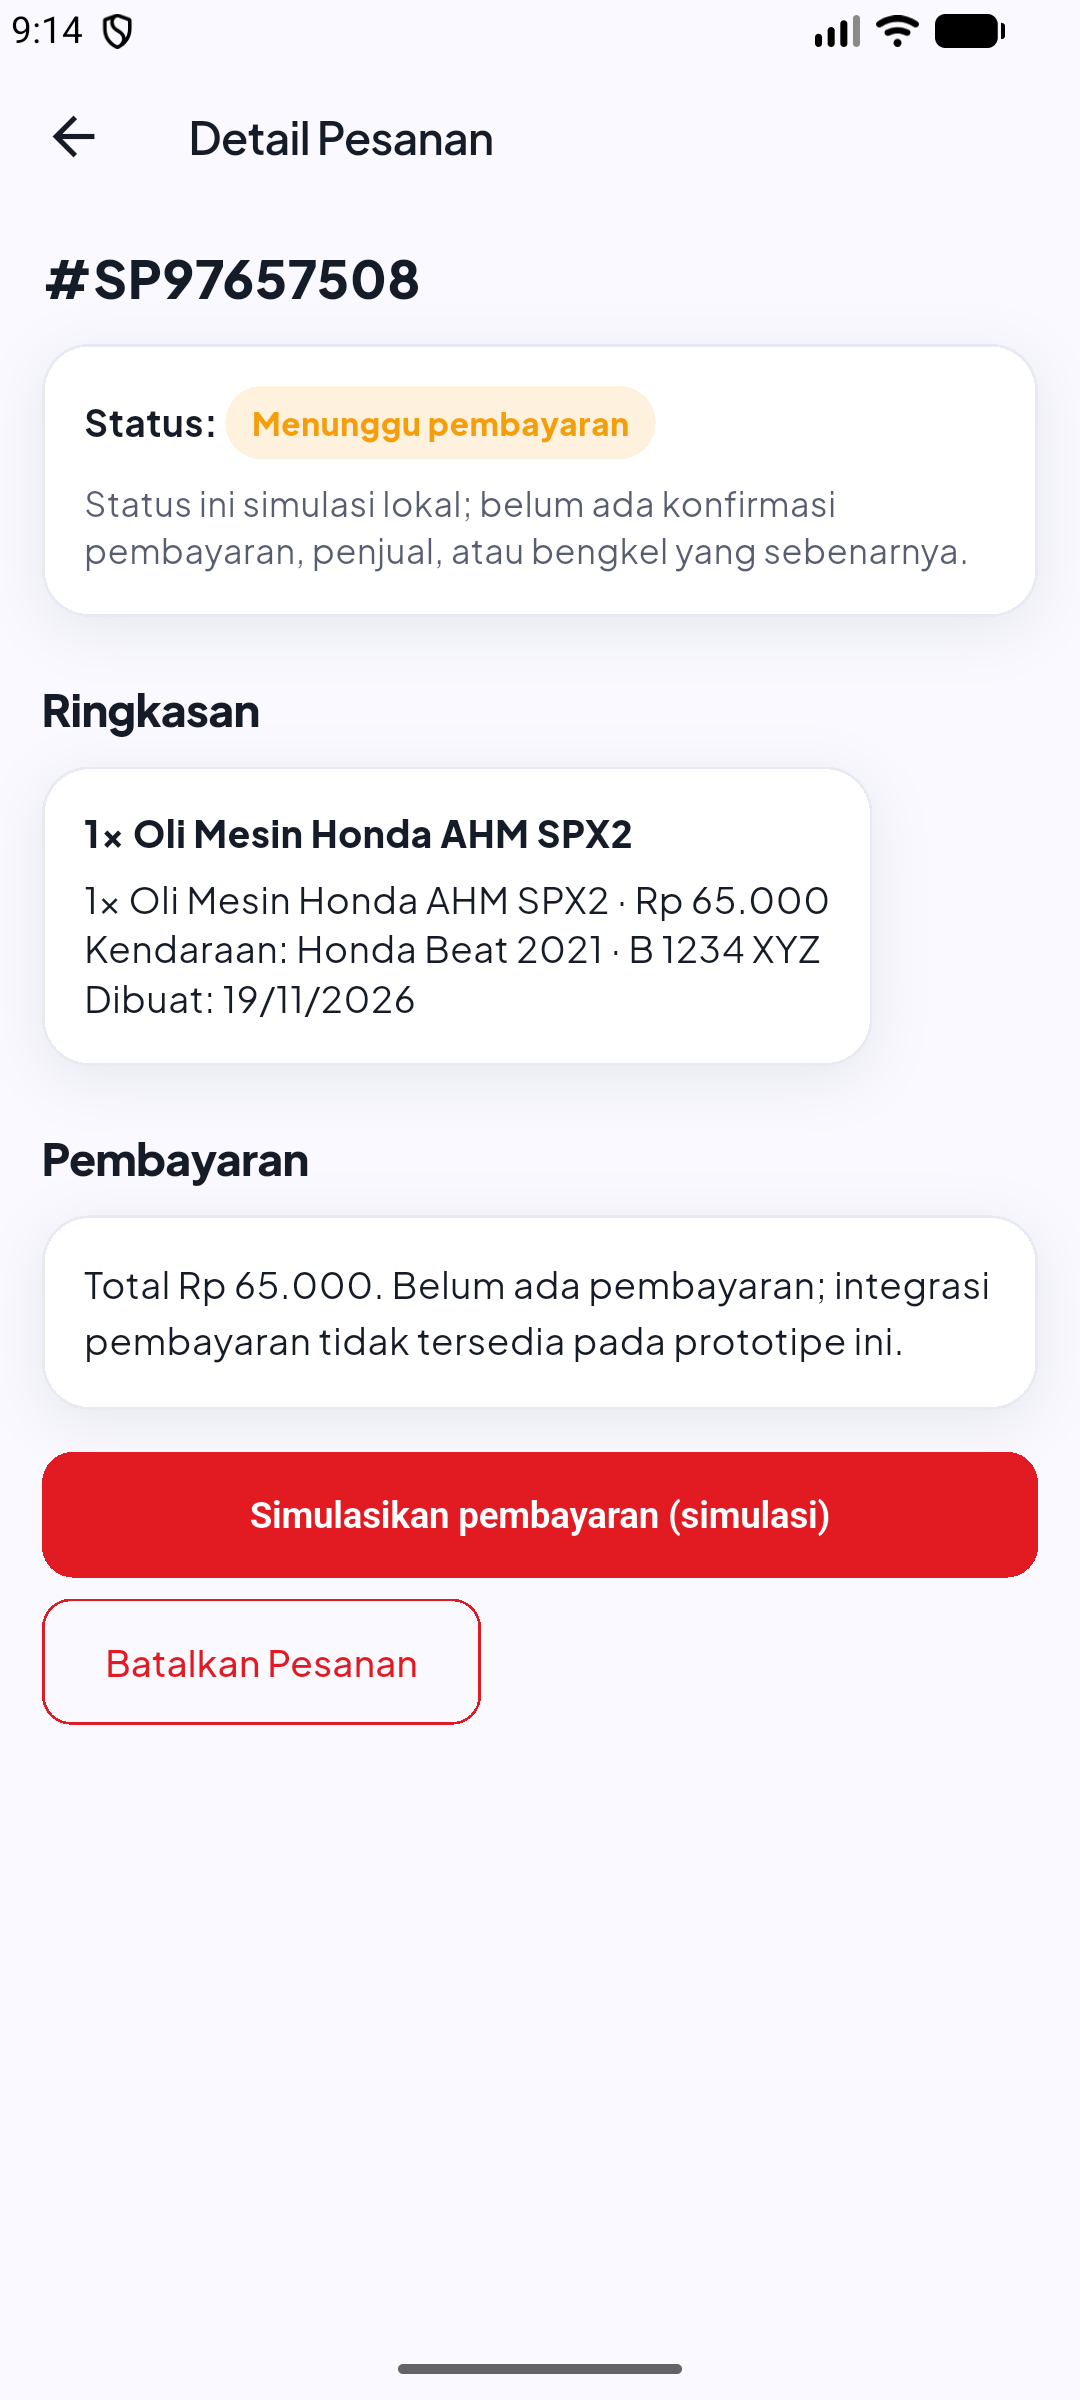 9:14
Detail Pesanan
#SP97657508
Status: Menunggu pembayaran
Status ini simulasi lokal; belum ada konfirmasi
pembayaran, penjual, atau bengkel yang sebenarnya.
Ringkasan
1× Oli Mesin Honda AHM SPX2
1× Oli Mesin Honda AHM SPX2 · Rp 65.000
Kendaraan: Honda Beat 2021 · B 1234 XYZ
Dibuat: 19/11/2026
Pembayaran
Total Rp 65.000. Belum ada pembayaran; integrasi
pembayaran tidak tersedia pada prototipe ini.
Simulasikan pembayaran (simulasi)
Batalkan Pesanan